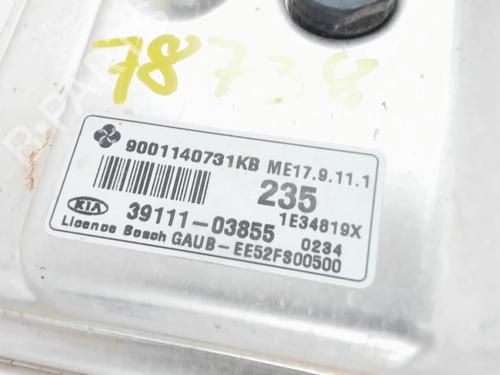 78738
9001140731KB ME17.9.11.1
235
1E34819X
KIA 39111-03855 0234
Licence Bosch GAUB-EE52FS00500